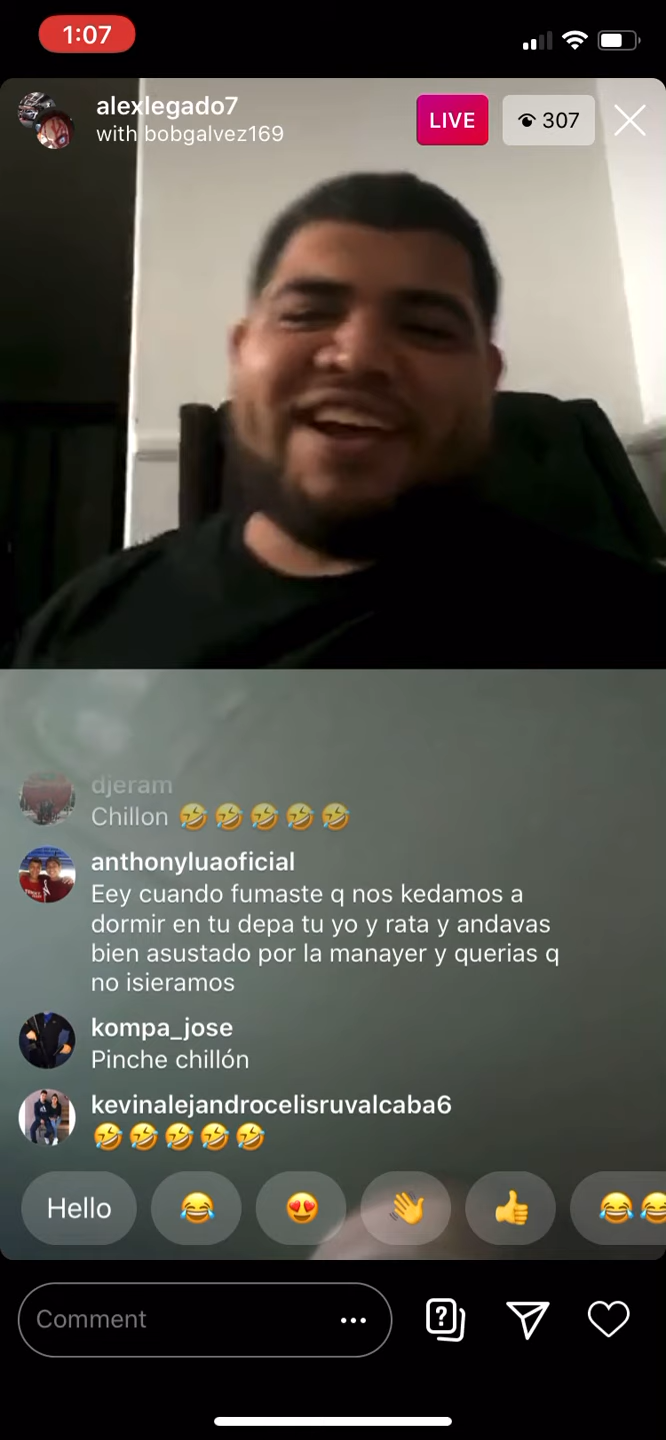 1:07
alexlegado7
with bobgalvez169
LIVE
307
djeram
Chillon 🤣🤣🤣🤣🤣
anthonyluaoficial
Eey cuando fumaste q nos kedamos a
dormir en tu depa tu yo y rata y andavas
bien asustado por la manayer y querias q
no isieramos
kompa_jose
Pinche chillón
kevinalejandrocelisruvalcaba6
🤣🤣🤣🤣🤣
Hello 😂 😍 👋 👍 😂😂
Comment